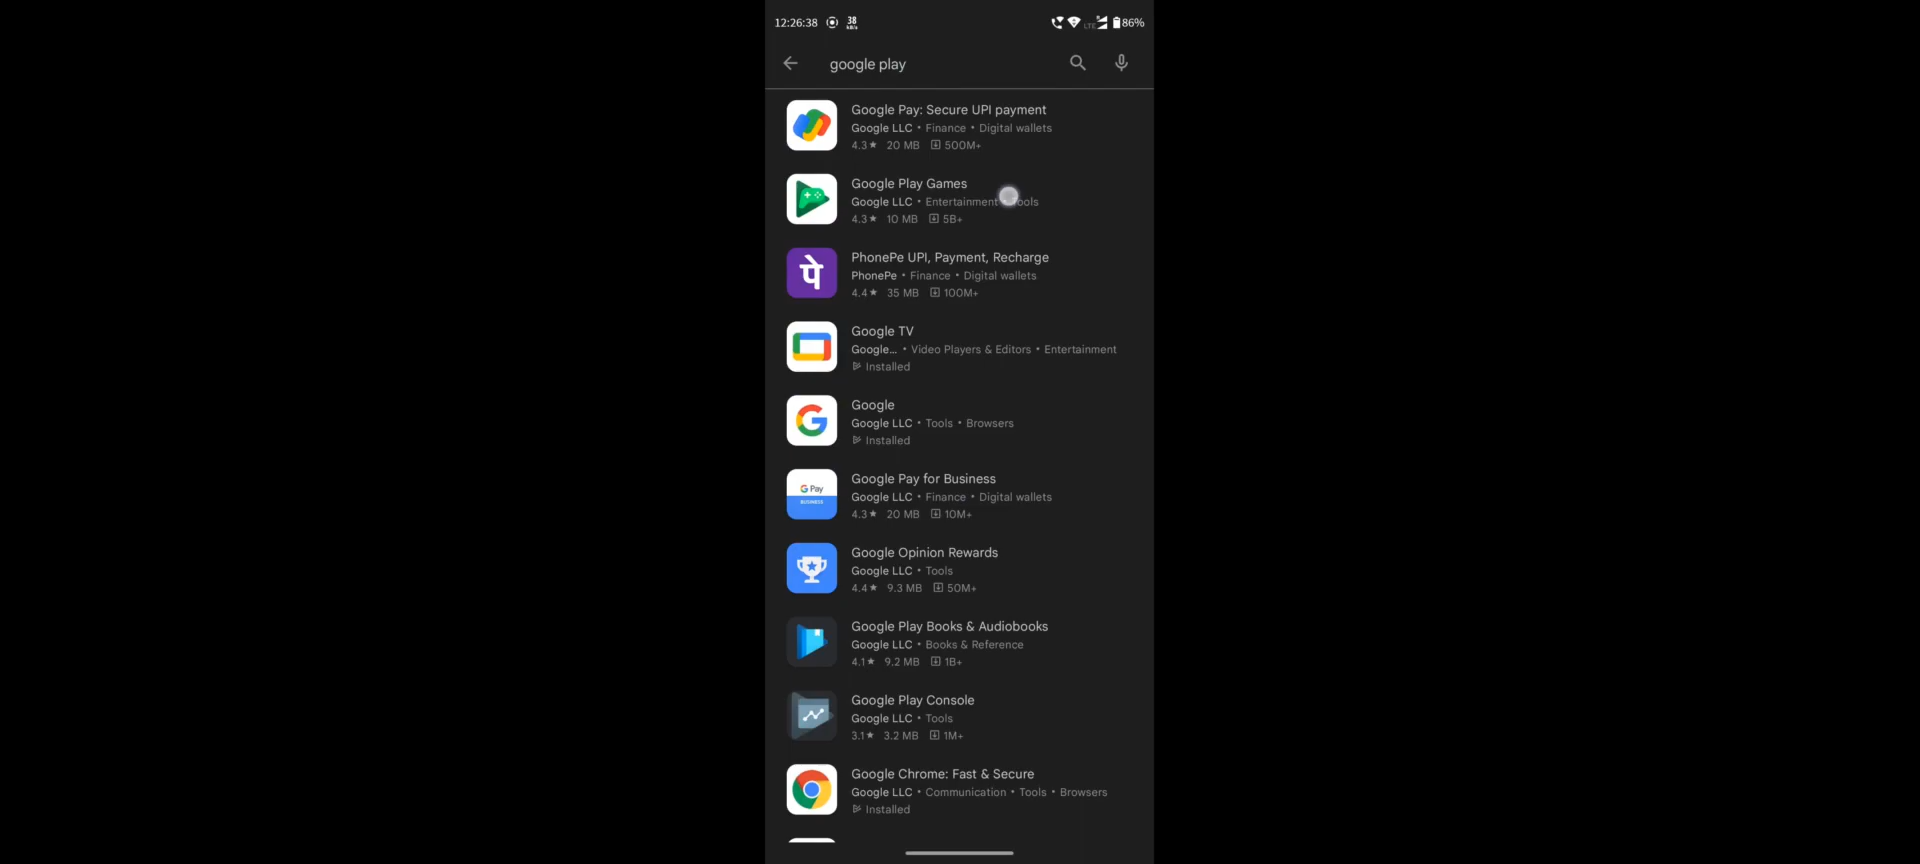 12:26:38 38 KB/s LTE 86%
google play
Google Pay: Secure UPI payment
Google LLC • Finance • Digital wallets
4.3★ 20 MB 500M+
Google Play Games
Google LLC • Entertainment • Tools
4.3★ 10 MB 5B+
पे
PhonePe UPI, Payment, Recharge
PhonePe • Finance • Digital wallets
4.4★ 35 MB 100M+
Google TV
Google... • Video Players & Editors • Entertainment
Installed
Google
Google LLC • Tools • Browsers
Installed
G Pay
BUSINESS
Google Pay for Business
Google LLC • Finance • Digital wallets
4.3★ 20 MB 10M+
Google Opinion Rewards
Google LLC • Tools
4.4★ 9.3 MB 50M+
Google Play Books & Audiobooks
Google LLC • Books & Reference
4.1★ 9.2 MB 1B+
Google Play Console
Google LLC • Tools
3.1★ 3.2 MB 1M+
Google Chrome: Fast & Secure
Google LLC • Communication • Tools • Browsers
Installed